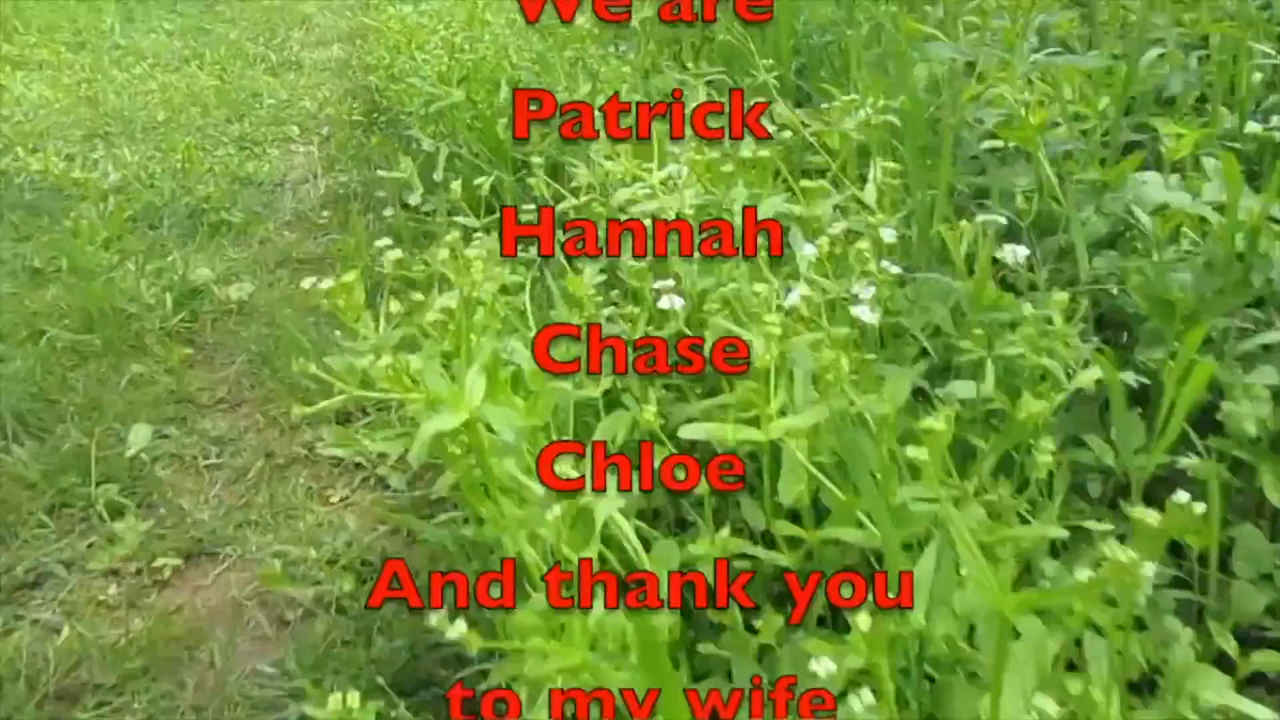 We are
Patrick
Hannah
Chase
Chloe
And thank you
to my wife